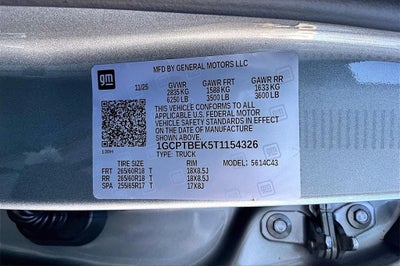 gm
MFD BY GENERAL MOTORS LLC
11/25 GVWR GAWR FRT GAWR RR
2835 KG 1588 KG 1633 KG
6250 LB 3500 LB 3600 LB
THIS VEHICLE CONFORMS TO ALL
APPLICABLE U.S. FEDERAL MOTOR
VEHICLE SAFETY AND THEFT
PREVENTION STANDARDS IN EFFECT
ON THE DATE OF MANUFACTURE
SHOWN ABOVE.
1GCPTBEK5T1154326
TYPE: TRUCK
MODEL: 5614C43
TIRE SIZE RIM
FRT 265/60R18 T 18X8.5J
RR 265/60R18 T 18X8.5J
SPA 255/65R17 T 17X8J